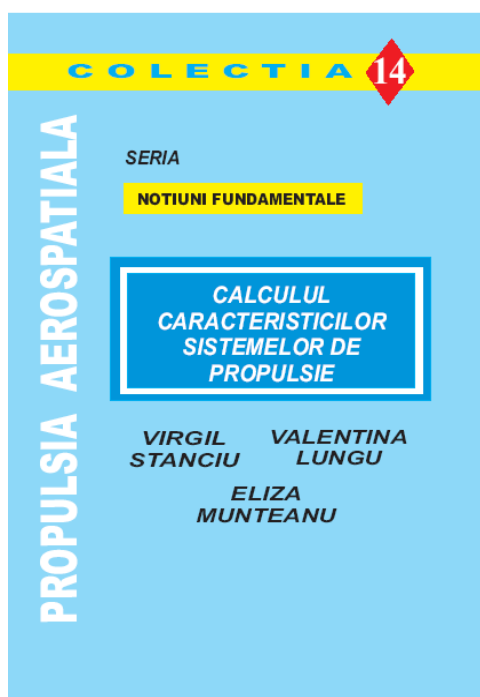 COLECTIA 14
PROPULSIA AEROSPATIALA
SERIA
NOTIUNI FUNDAMENTALE
CALCULUL
CARACTERISTICILOR
SISTEMELOR DE
PROPULSIE
VIRGIL
STANCIU
VALENTINA
LUNGU
ELIZA
MUNTEANU